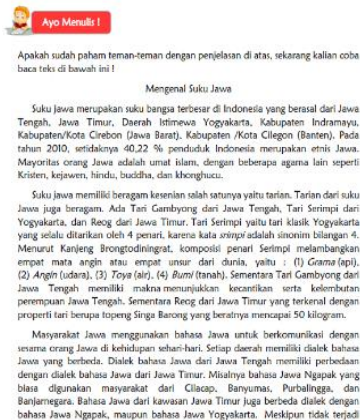 Ayo Menulis !
Apakah sudah paham teman-teman dengan penjelasan di atas, sekarang kalian coba
baca teks di bawah ini !
Mengenal Suku Jawa
Suku jawa merupakan suku bangsa terbesar di Indonesia yang berasal dari Jawa
Tengah, Jawa Timur, Daerah Istimewa Yogyakarta, Kabupaten Indramayu,
Kabupaten/Kota Cirebon (Jawa Barat). Kabupaten /Kota Cilegon (Banten). Pada
tahun 2010, setidaknya 40,22 % penduduk Indonesia merupakan etnis Jawa.
Mayoritas orang Jawa adalah umat islam, dengan beberapa agama lain seperti
Kristen, kejawen, hindu, buddha, dan khonghucu.
Suku jawa memiliki beragam kesenian salah satunya yaitu tarian. Tarian dari suku
Jawa juga beragam. Ada Tari Gambyong dari Jawa Tengah, Tari Serimpi dari
Yogyakarta, dan Reog dari Jawa Timur. Tari Serimpi yaitu tari klasik Yogyakarta
yang selalu ditarikan oleh 4 penari, karena kata srimpi adalah sinonim bilangan 4.
Menurut Kanjeng Brongtodiningrat, komposisi penari Serimpi melambangkan
empat mata angin atau empat unsur dari dunia, yaitu : (1) Grama (api),
(2) Angin (udara), (3) Toya (air), (4) Bumi (tanah). Sementara Tari Gambyong dari
Jawa Tengah memiliki makna menunjukkan kecantikan serta kelembutan
perempuan Jawa Tengah. Sementara Reog dari Jawa Timur yang terkenal dengan
properti tari berupa topeng Singa Barong yang beratnya mencapai 50 kilogram.
Masyarakat Jawa menggunakan bahasa Jawa untuk berkomunikasi dengan
sesama orang Jawa di kehidupan sehari-hari. Setiap daerah memiliki dialek bahasa
Jawa yang berbeda. Dialek bahasa Jawa dari Jawa Tengah memiliki perbedaan
dengan dialek bahasa Jawa dari Jawa Timur. Misalnya bahasa Jawa Ngapak yang
biasa digunakan masyarakat dari Cilacap, Banyumas, Purbalingga, dan
Banjarnegara. Bahasa Jawa dari kawasan Jawa Timur juga berbeda dengan bahasa
bahasa Jawa Ngapak, maupun bahasa Jawa Yogyakarta. Meskipun tidak terjadi